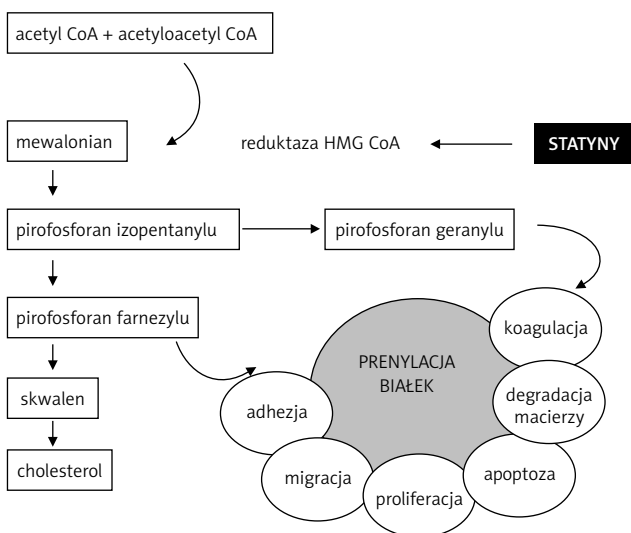 acetyl CoA + acetyloacetyl CoA
mewalonian
reduktaza HMG CoA
STATYNY
pirofosforan izopentanylu
pirofosforan geranylu
pirofosforan farnezylu
koagulacja
PRENYLACJA
BIAŁEK
degradacja
macierzy
skwalen
adhezja
cholesterol
migracja
apoptoza
proliferacja